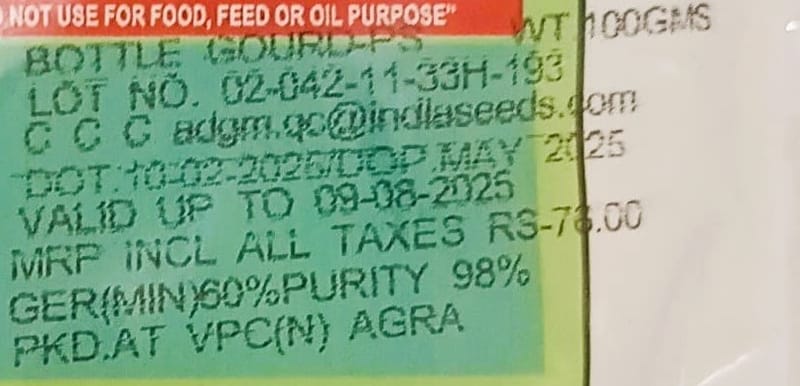 NOT USE FOR FOOD, FEED OR OIL PURPOSE"
BOTTLE GOURD-PS WT 100GMS
LOT NO. 02-042-11-33H-193
C C C adgm.qc@indiaseeds.com
DOT.10-02-2025/DOP.MAY 2025
VALID UP TO 09-08-2025
MRP INCL ALL TAXES RS-78.00
GER(MIN)60%PURITY 98%
PKD.AT VPC(N) AGRA